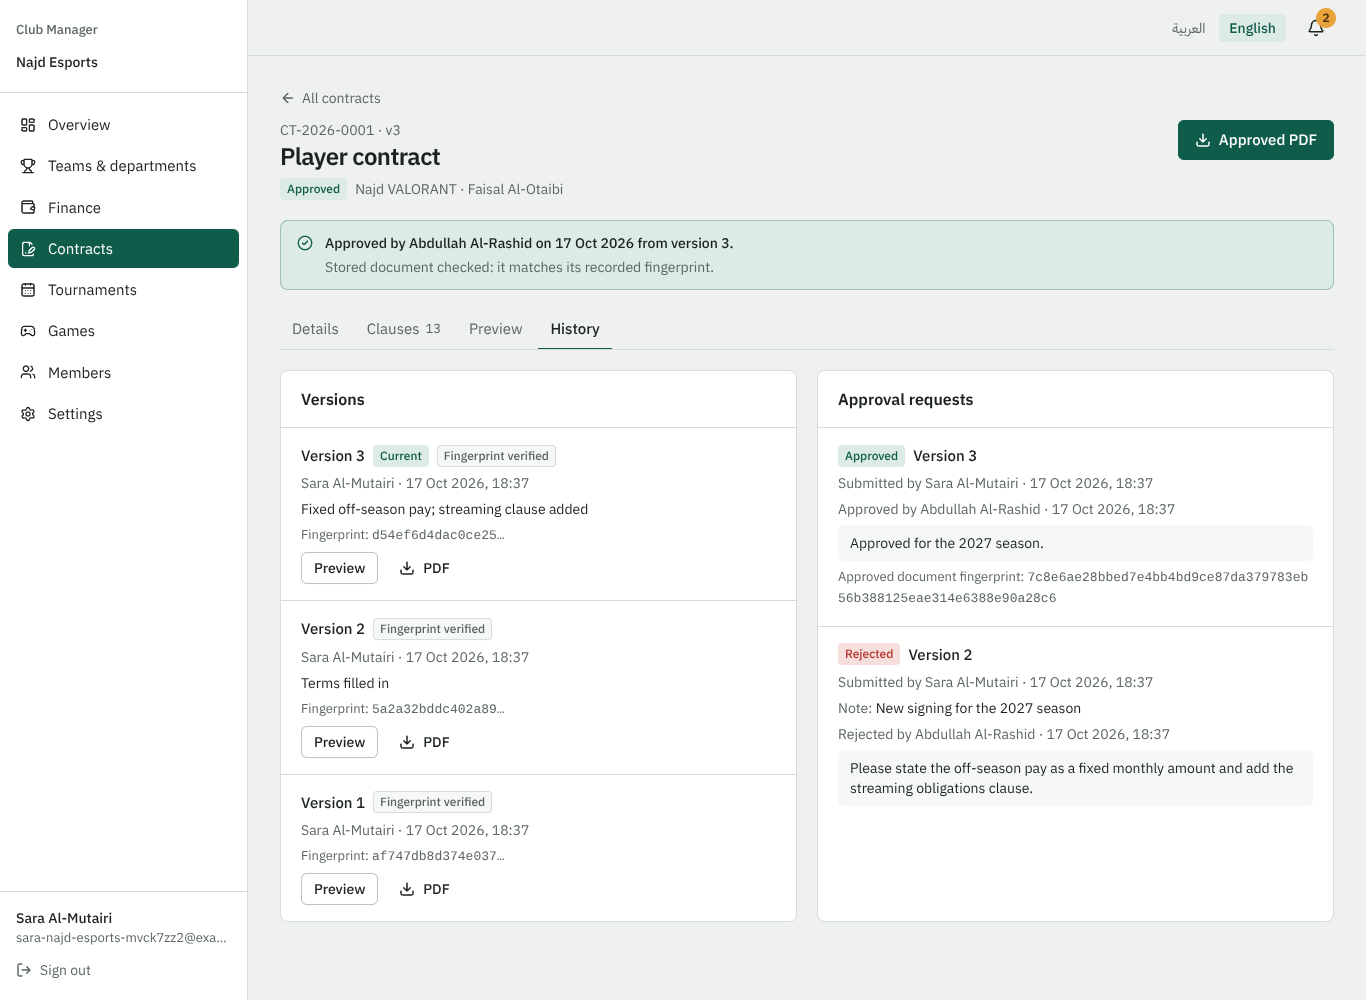 Club Manager
Najd Esports
Overview
Teams & departments
Finance
Contracts
Tournaments
Games
Members
Settings
Sara Al-Mutairi
sara-najd-esports-mvck7zz2@exa…
Sign out
العربية
English
2
All contracts
CT-2026-0001 · v3
Player contract
Approved
Najd VALORANT · Faisal Al-Otaibi
Approved PDF
Approved by Abdullah Al-Rashid on 17 Oct 2026 from version 3.
Stored document checked: it matches its recorded fingerprint.
Details
Clauses 13
Preview
History
Versions
Version 3 Current Fingerprint verified
Sara Al-Mutairi · 17 Oct 2026, 18:37
Fixed off-season pay; streaming clause added
Fingerprint: d54ef6d4dac0ce25…
Preview PDF
Version 2 Fingerprint verified
Sara Al-Mutairi · 17 Oct 2026, 18:37
Terms filled in
Fingerprint: 5a2a32bddc402a89…
Preview PDF
Version 1 Fingerprint verified
Sara Al-Mutairi · 17 Oct 2026, 18:37
Fingerprint: af747db8d374e037…
Preview PDF
Approval requests
Approved Version 3
Submitted by Sara Al-Mutairi · 17 Oct 2026, 18:37
Approved by Abdullah Al-Rashid · 17 Oct 2026, 18:37
Approved for the 2027 season.
Approved document fingerprint: 7c8e6ae28bbed7e4bb4bd9ce87da379783eb
56b388125eae314e6388e90a28c6
Rejected Version 2
Submitted by Sara Al-Mutairi · 17 Oct 2026, 18:37
Note: New signing for the 2027 season
Rejected by Abdullah Al-Rashid · 17 Oct 2026, 18:37
Please state the off-season pay as a fixed monthly amount and add the
streaming obligations clause.